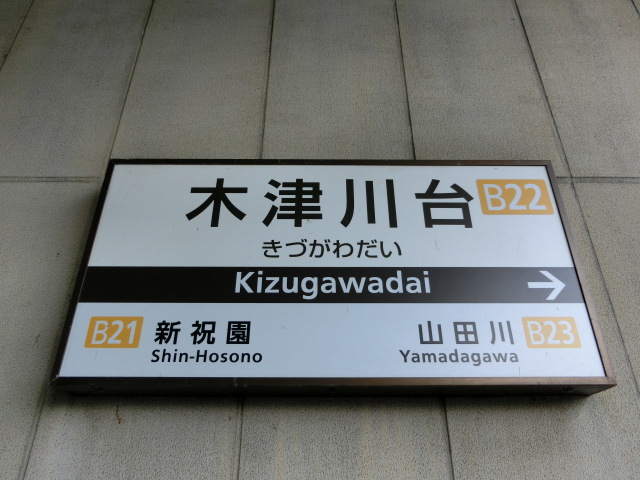 木津川台 B22
きづがわだい
Kizugawadai →
B21 新祝園 山田川 B23
Shin-Hosono Yamadagawa